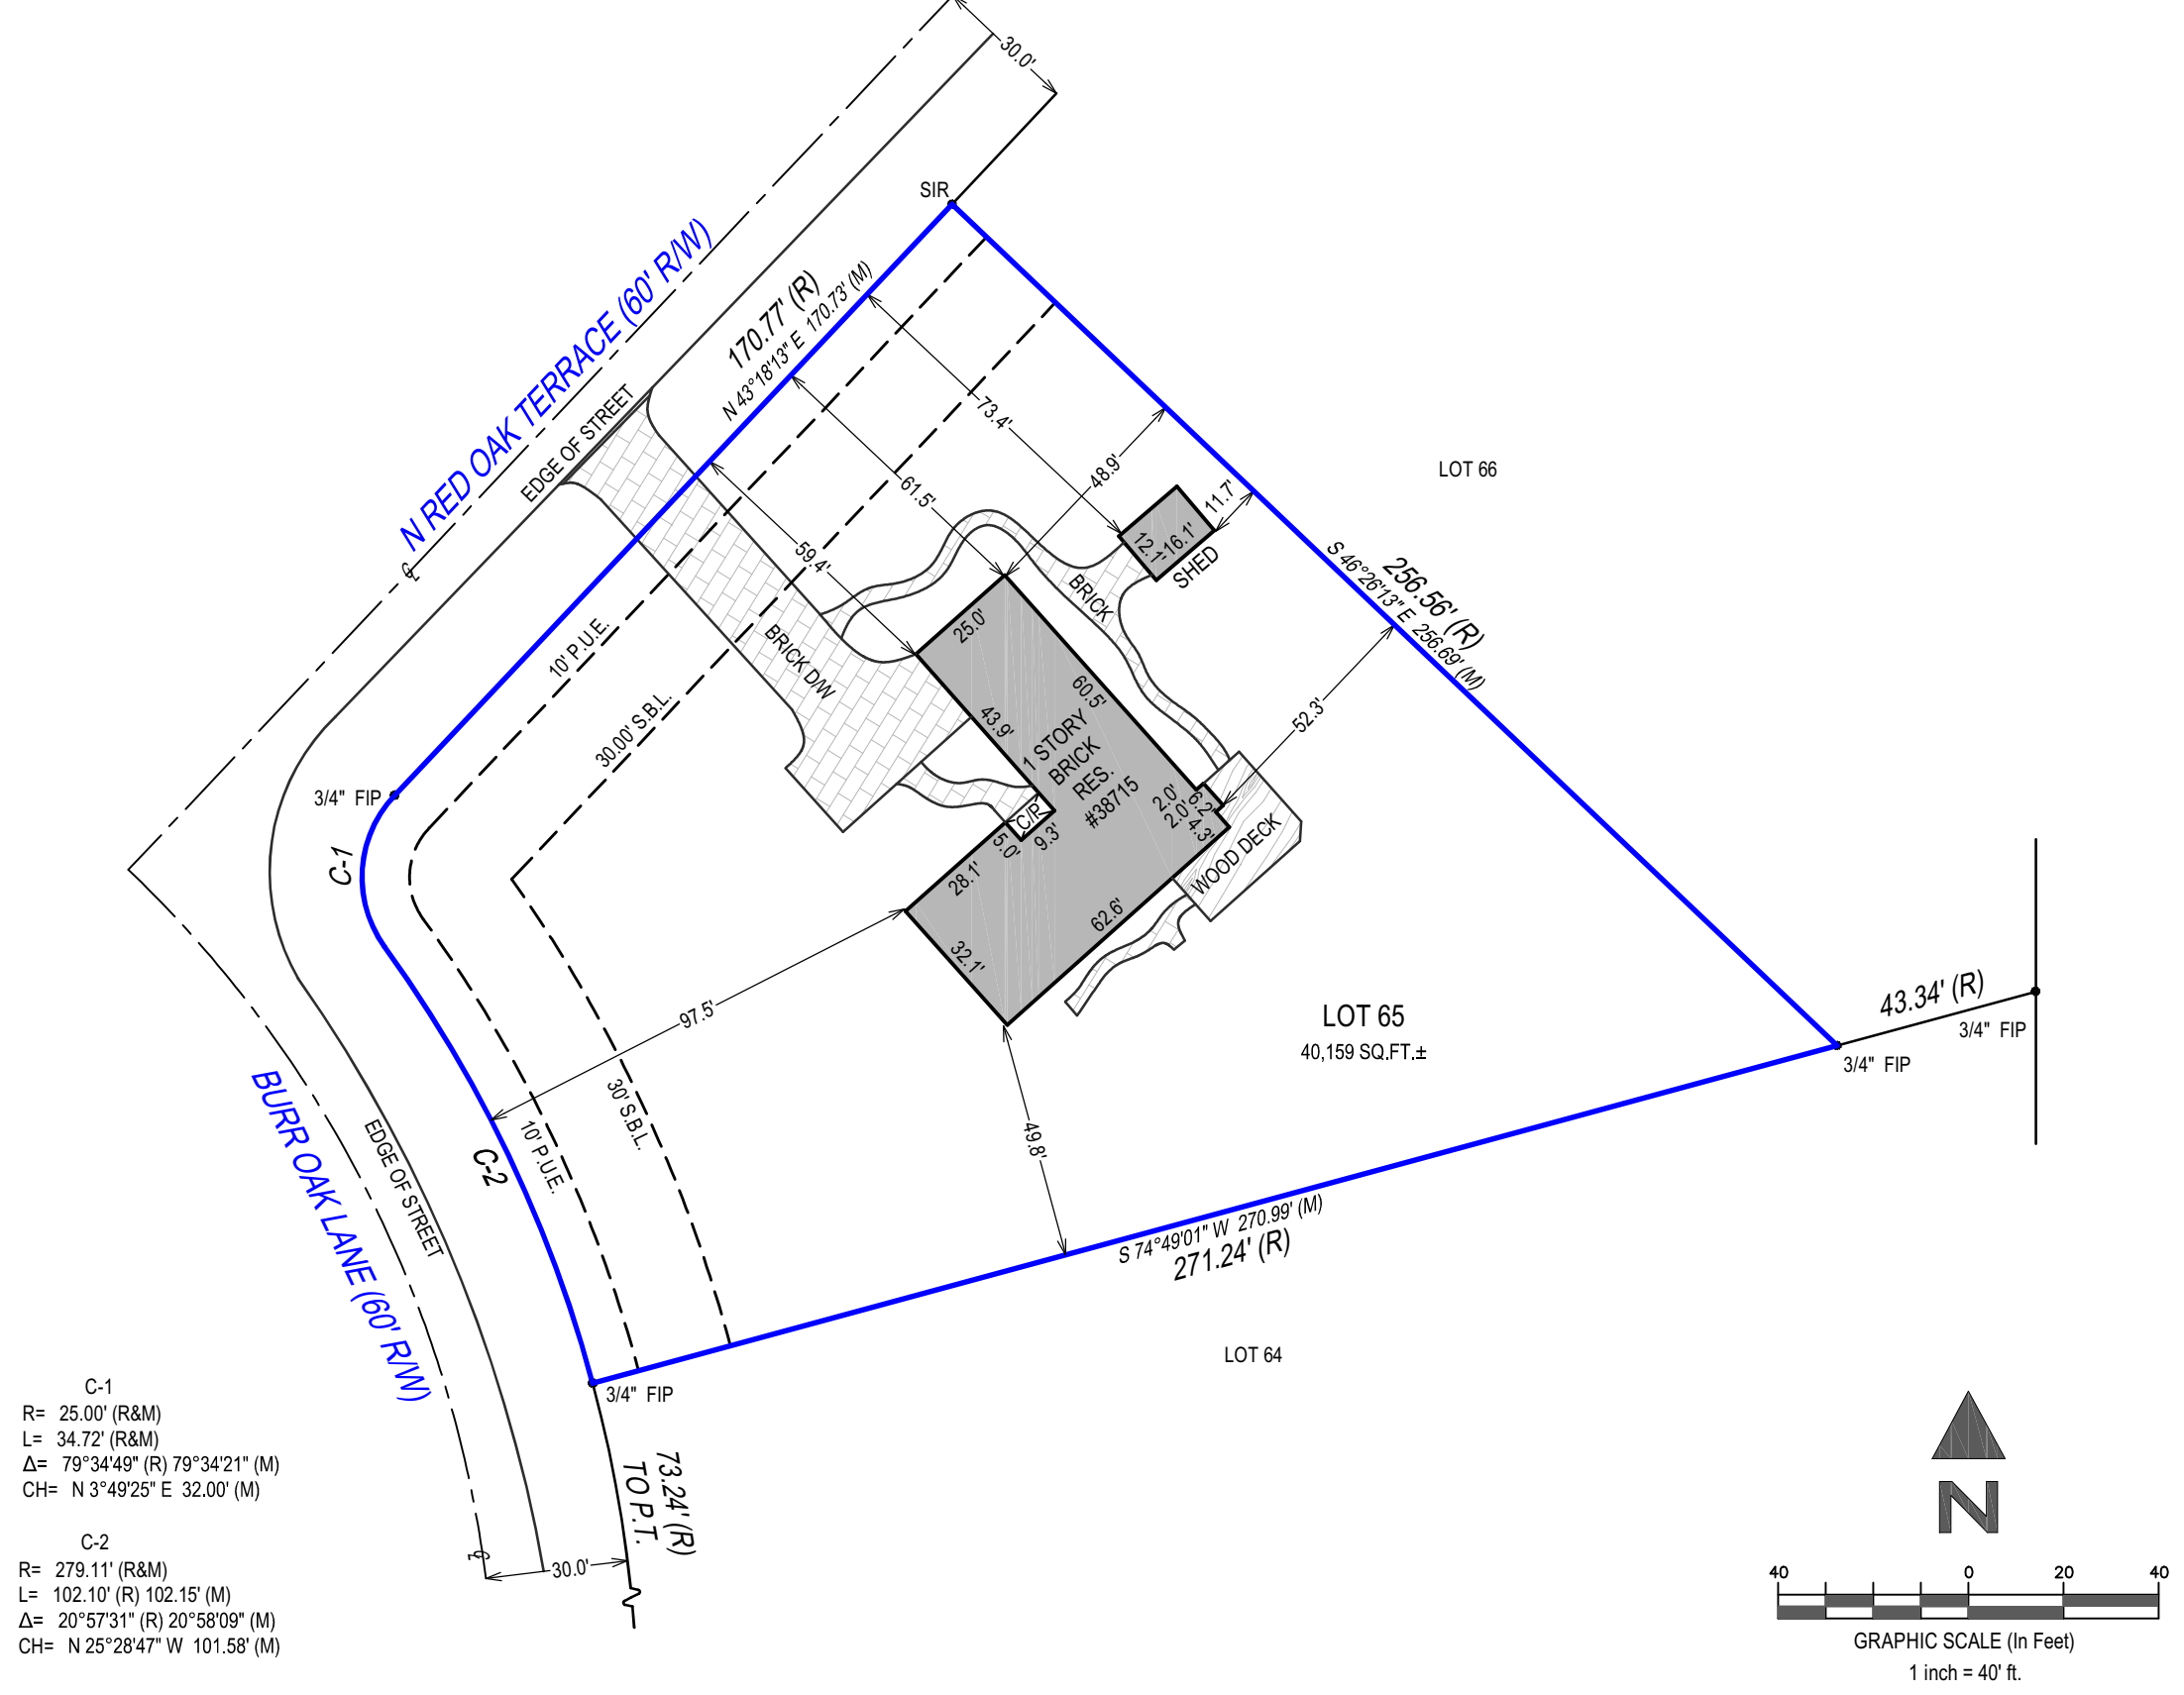 30.0'
SIR
N RED OAK TERRACE (60' R/W)
170.77' (R)
N 43°18'13" E 170.73' (M)
EDGE OF STREET
73.4'
61.5'
59.4'
48.9'
11.7'
LOT 66
12.1'
16.1'
SHED
S 46°26'13" E 256.69' (M)
256.56' (R)
BRICK
25.0'
10' P.U.E.
BRICK D/W
30.00' S.B.L.
60.5'
43.9'
52.3'
1 STORY
BRICK
RES.
#38715
3/4" FIP
C-1
C/P
2.0'
2.0'
6.2'
4.3'
5.0'
9.3'
28.1'
WOOD DECK
62.6'
32.1'
97.5'
LOT 65
40,159 SQ.FT.±
43.34' (R)
3/4" FIP
3/4" FIP
BURR OAK LANE (60' R/W)
EDGE OF STREET
C-2
10' P.U.E.
30' S.B.L.
49.8'
S 74°49'01" W 270.99' (M)
271.24' (R)
LOT 64
3/4" FIP
73.24' (R)
TO P.T.
30.0'
C-1
R= 25.00' (R&M)
L= 34.72' (R&M)
Δ= 79°34'49" (R) 79°34'21" (M)
CH= N 3°49'25" E 32.00' (M)
C-2
R= 279.11' (R&M)
L= 102.10' (R) 102.15' (M)
Δ= 20°57'31" (R) 20°58'09" (M)
CH= N 25°28'47" W 101.58' (M)
N
40 0 20 40
GRAPHIC SCALE (In Feet)
1 inch = 40' ft.